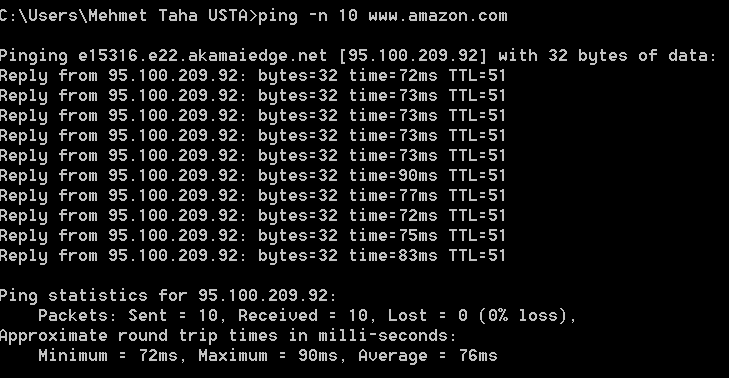 C:\Users\Mehmet Taha USTA>ping -n 10 www.amazon.com
Pinging e15316.e22.akamaiedge.net [95.100.209.92] with 32 bytes of data:
Reply from 95.100.209.92: bytes=32 time=72ms TTL=51
Reply from 95.100.209.92: bytes=32 time=73ms TTL=51
Reply from 95.100.209.92: bytes=32 time=73ms TTL=51
Reply from 95.100.209.92: bytes=32 time=73ms TTL=51
Reply from 95.100.209.92: bytes=32 time=73ms TTL=51
Reply from 95.100.209.92: bytes=32 time=90ms TTL=51
Reply from 95.100.209.92: bytes=32 time=77ms TTL=51
Reply from 95.100.209.92: bytes=32 time=72ms TTL=51
Reply from 95.100.209.92: bytes=32 time=75ms TTL=51
Reply from 95.100.209.92: bytes=32 time=83ms TTL=51
Ping statistics for 95.100.209.92:
Packets: Sent = 10, Received = 10, Lost = 0 (0% loss),
Approximate round trip times in milli-seconds:
Minimum = 72ms, Maximum = 90ms, Average = 76ms